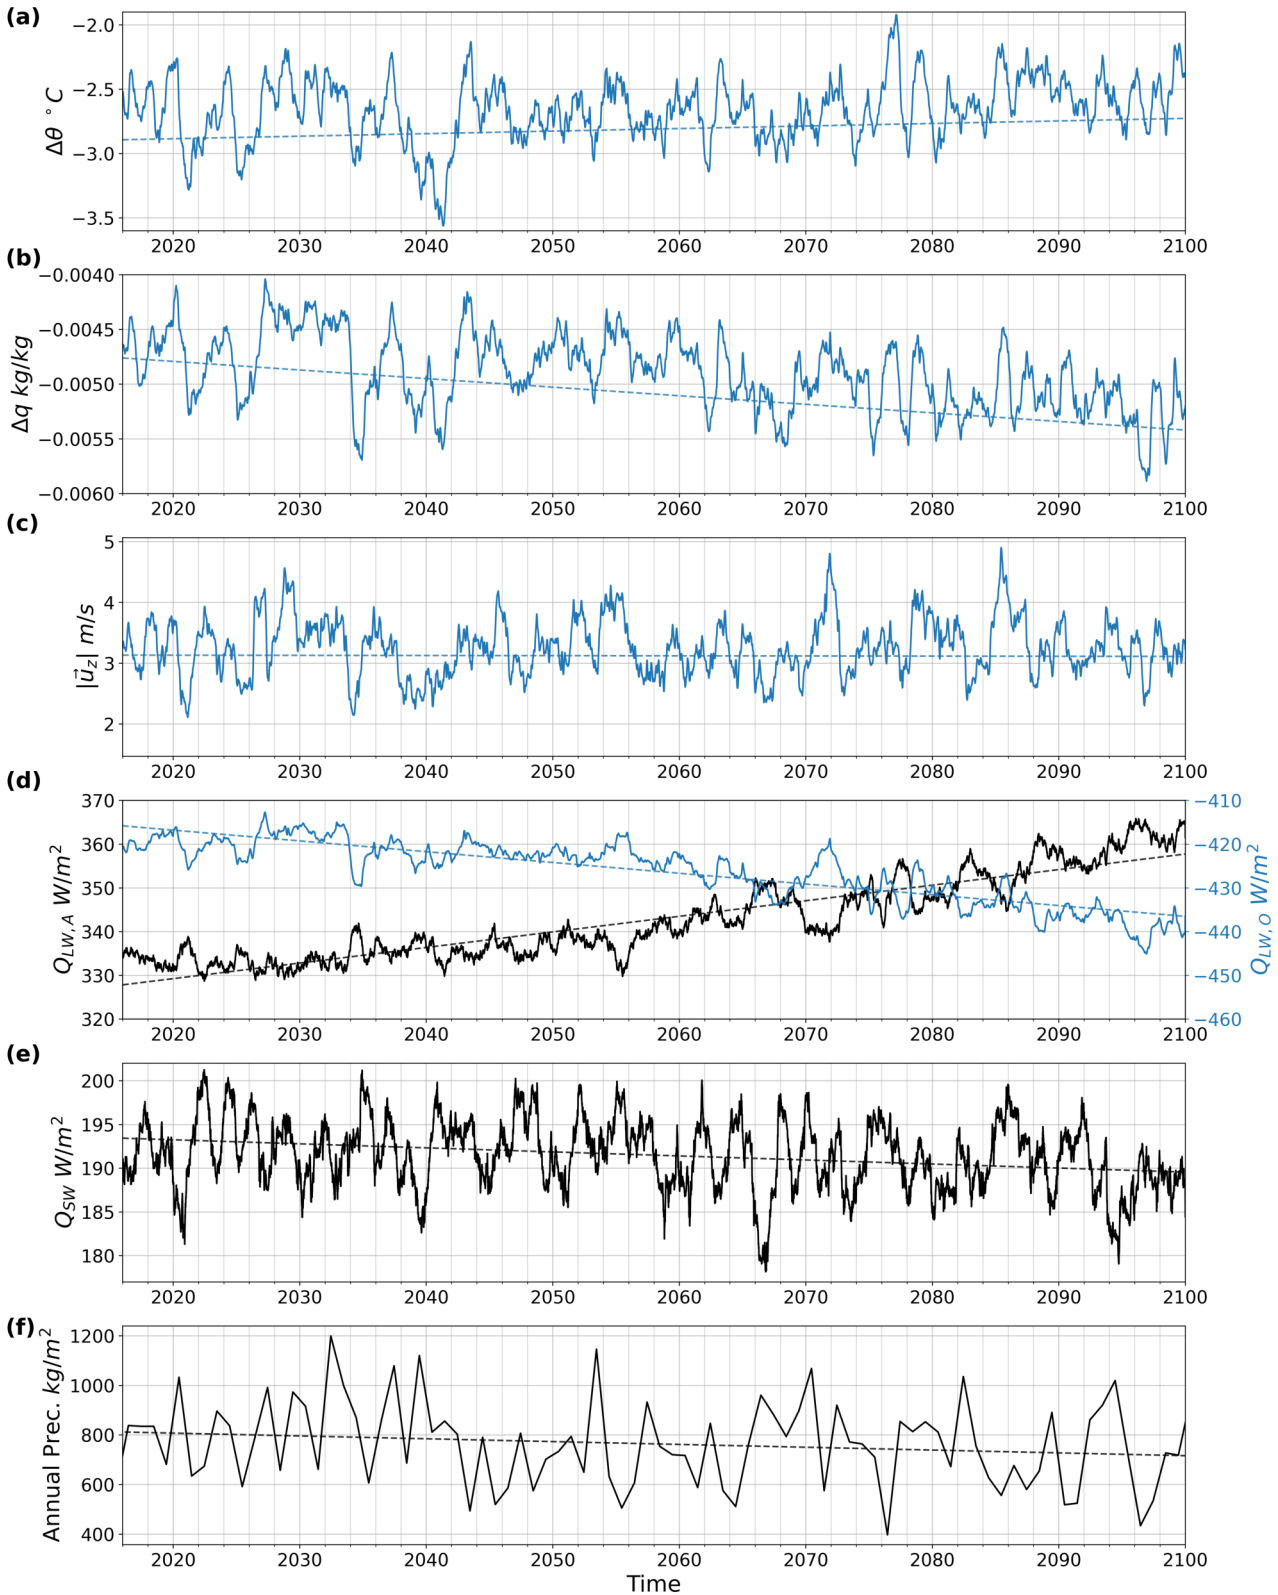 (a)
−2.0
−2.5
−3.0
−3.5
Δθ °C
2020 2030 2040 2050 2060 2070 2080 2090 2100
(b)
−0.0040
−0.0045
−0.0050
−0.0055
−0.0060
Δq kg/kg
2020 2030 2040 2050 2060 2070 2080 2090 2100
(c)
5
4
3
2
|u⃗z| m/s
2020 2030 2040 2050 2060 2070 2080 2090 2100
(d)
370
360
350
340
330
320
QLW, A W/m²
−410
−420
−430
−440
−450
−460
QLW, O W/m²
2020 2030 2040 2050 2060 2070 2080 2090 2100
(e)
200
195
190
185
180
QSW W/m²
2020 2030 2040 2050 2060 2070 2080 2090 2100
(f)
1200
1000
800
600
400
Annual Prec. kg/m²
2020 2030 2040 2050 2060 2070 2080 2090 2100
Time